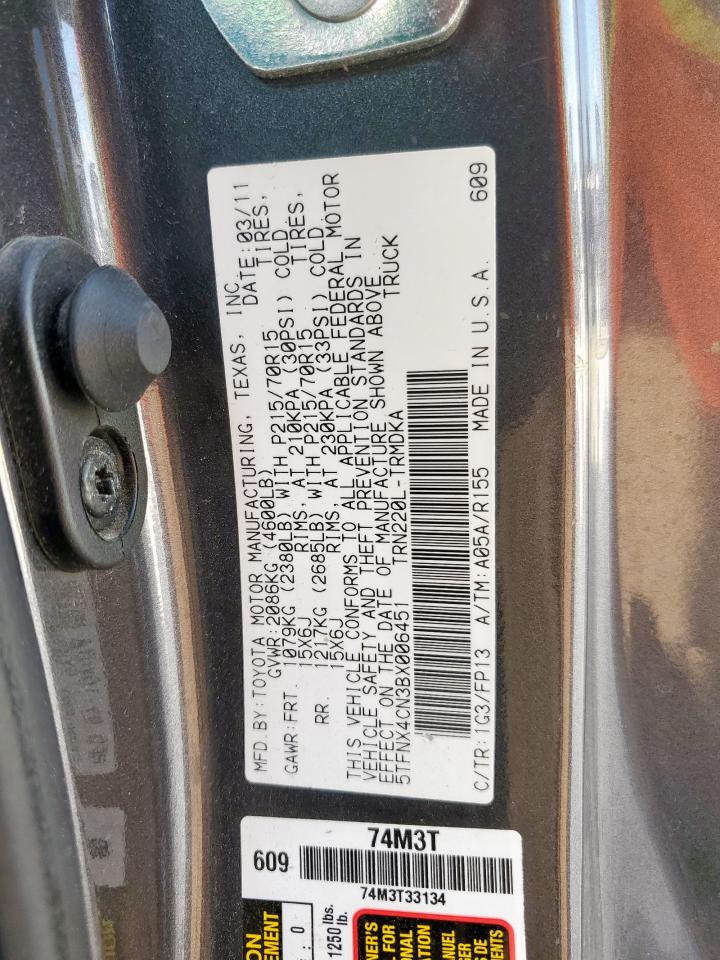 MFD. BY: TOYOTA MOTOR MANUFACTURING, TEXAS, INC.
GVWR: 2086KG (4600LB) DATE: 03/11
GAWR: FRT. 1079KG (2380LB) WITH P215/70R15 TIRES,
15X6J RIMS, AT 210KPA (30PSI) COLD
RR. 1217KG (2685LB) WITH P215/70R15 TIRES,
15X6J RIMS, AT 230KPA (33PSI) COLD
THIS VEHICLE CONFORMS TO ALL APPLICABLE FEDERAL MOTOR
VEHICLE SAFETY AND THEFT PREVENTION STANDARDS IN
EFFECT ON THE DATE OF MANUFACTURE SHOWN ABOVE.
5TFNX4CN3BX006451 TRN220L-TRMDKA TRUCK
C/TR: 1G3/FP13 A/TM: A05A/R155 MADE IN U.S.A. 609
74M3T
609
74M3T33134
: 0
1250 lbs.
lb.